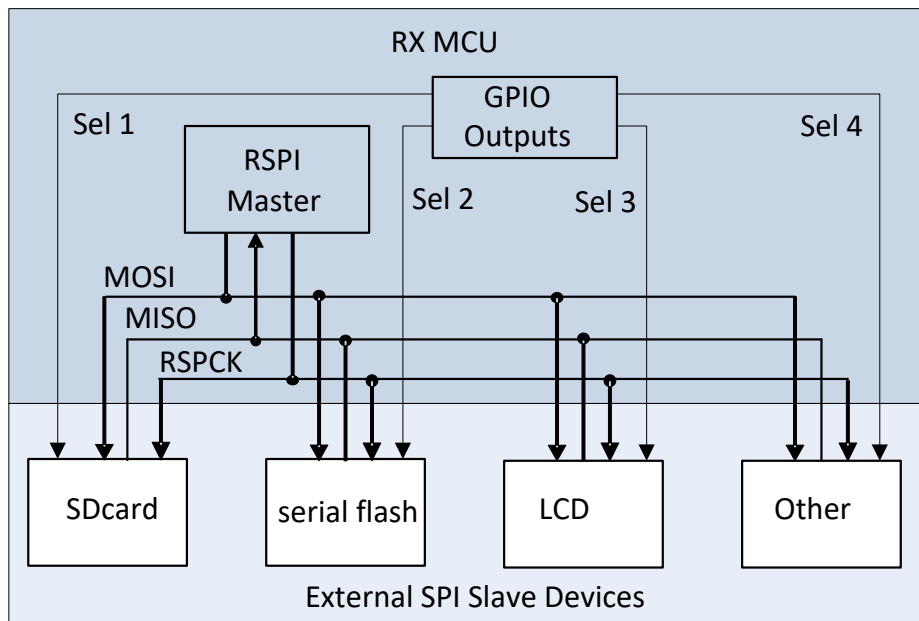 RX MCU
GPIO
Outputs
Sel 1
Sel 4
RSPI
Master
Sel 2
Sel 3
MOSI
MISO
RSPCK
SDcard
serial flash
LCD
Other
External SPI Slave Devices